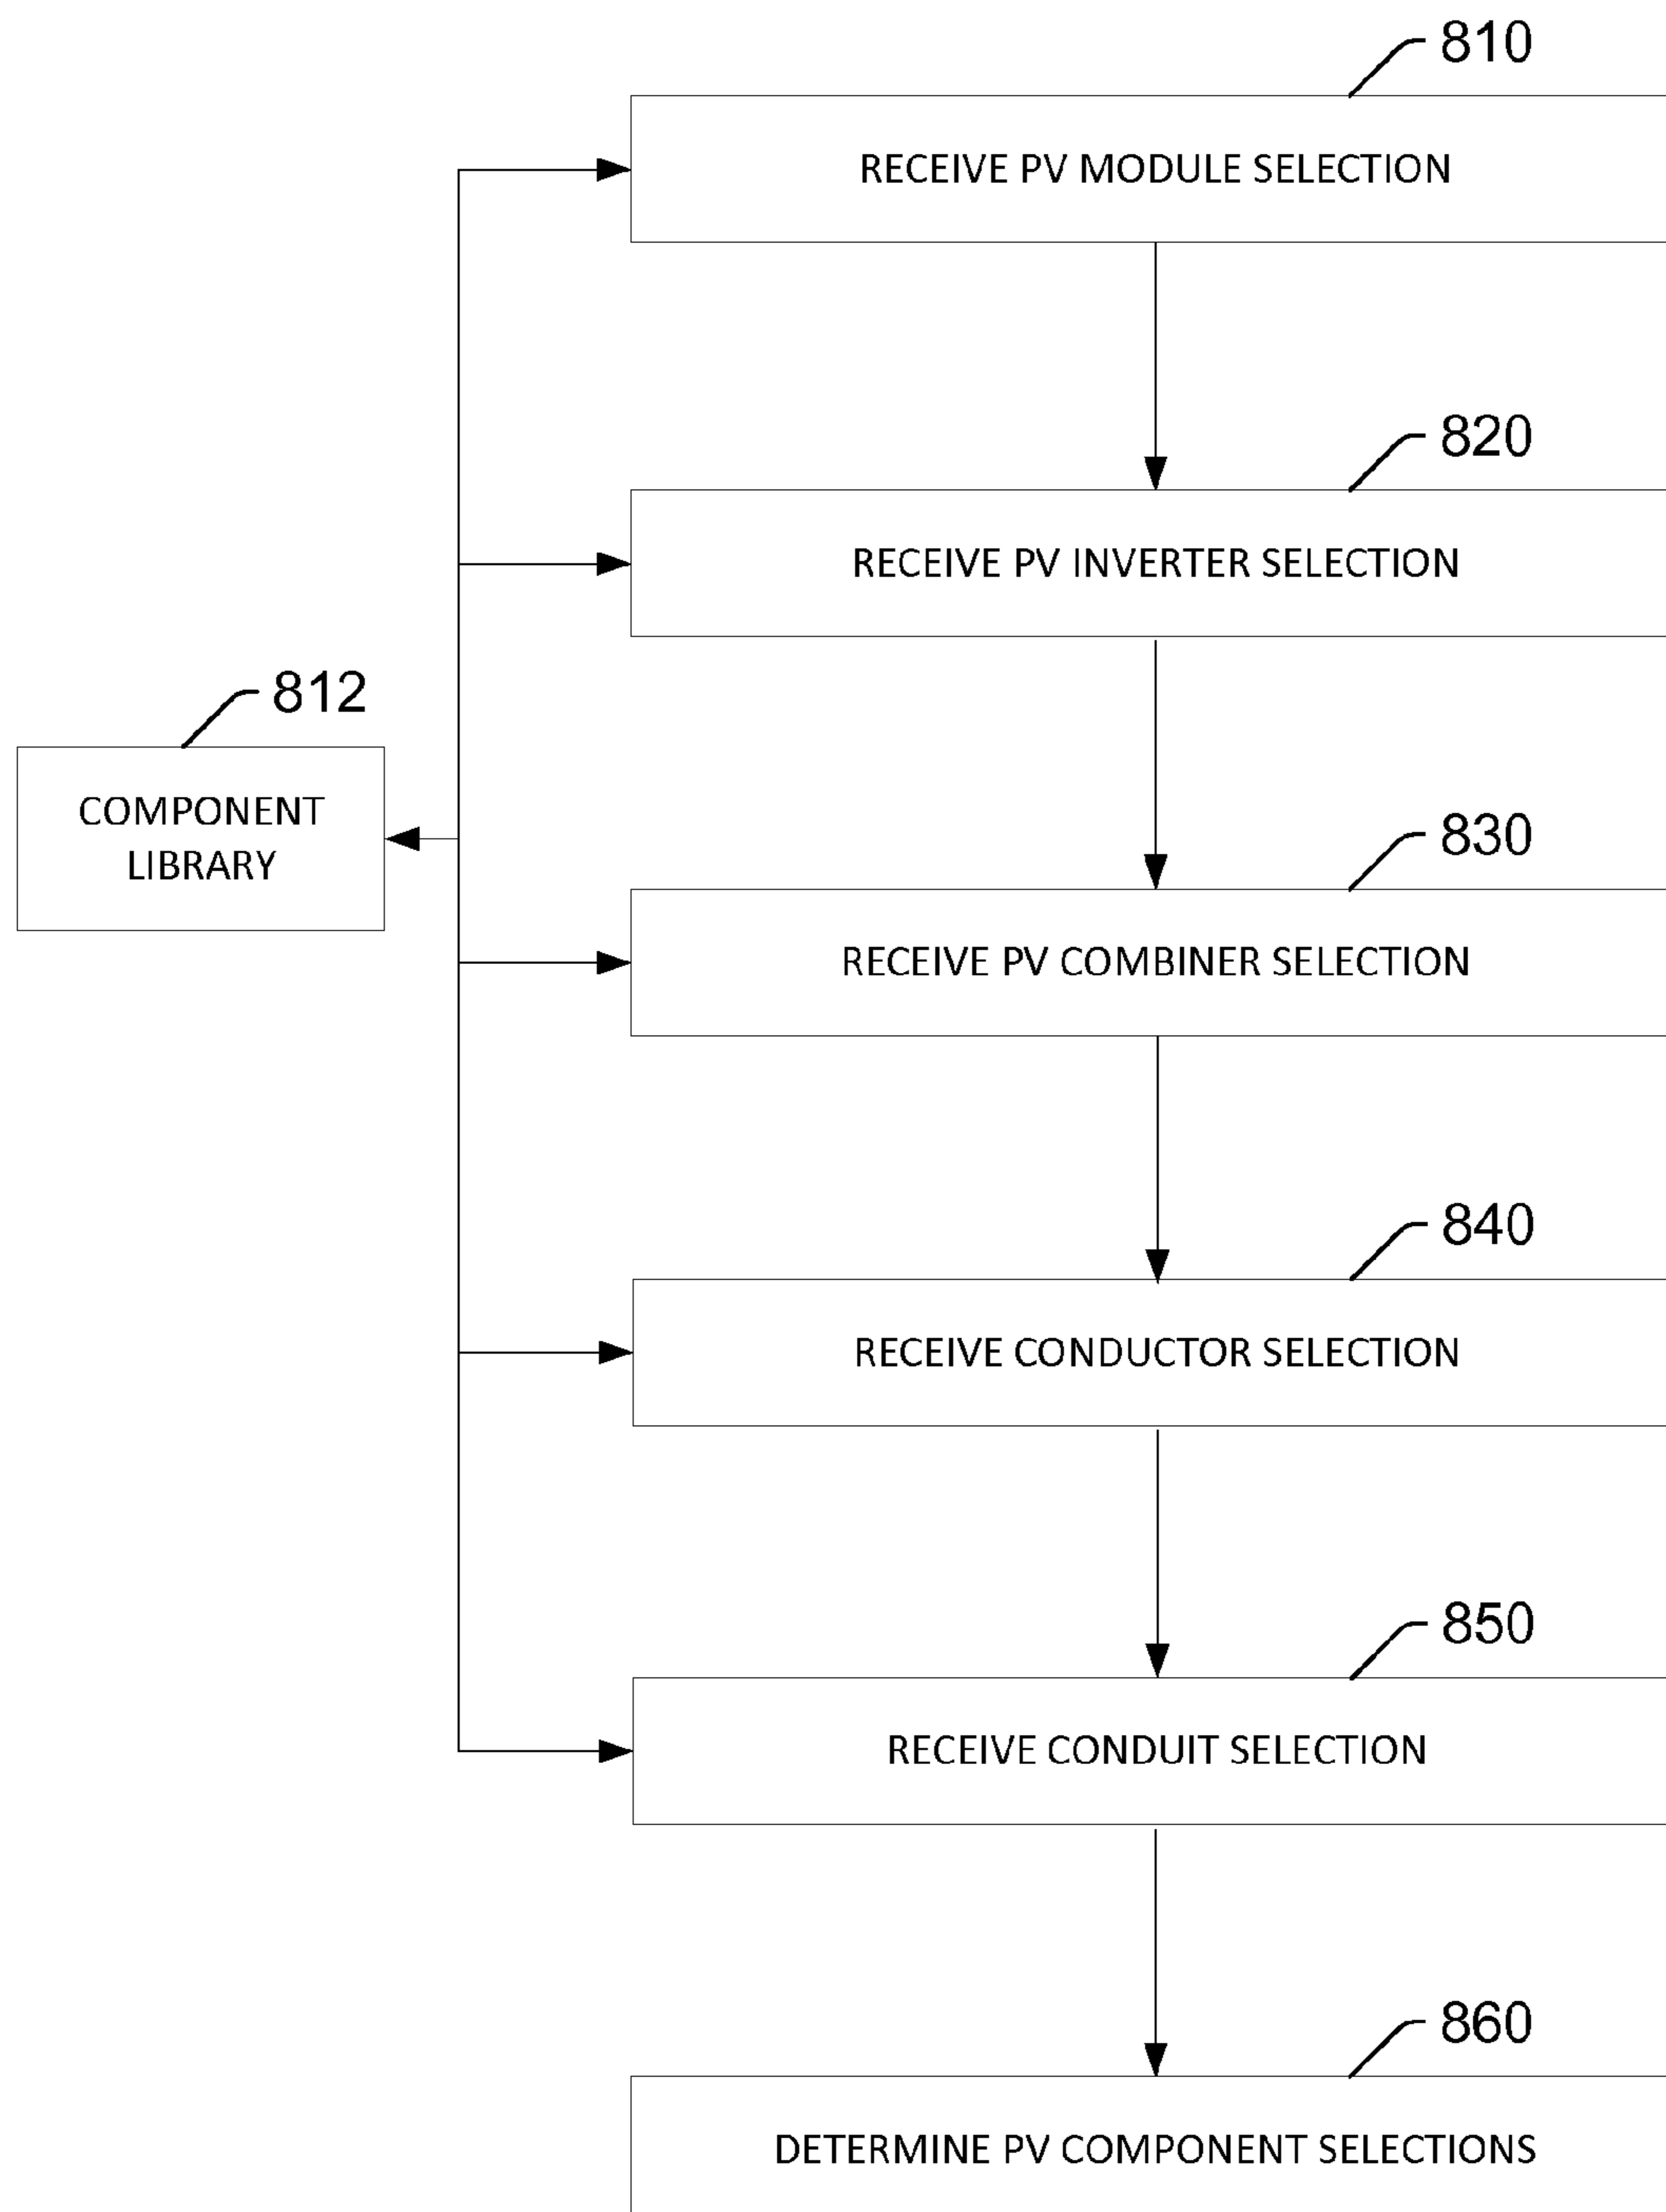 810
RECEIVE PV MODULE SELECTION
820
RECEIVE PV INVERTER SELECTION
812
COMPONENT
LIBRARY
830
RECEIVE PV COMBINER SELECTION
840
RECEIVE CONDUCTOR SELECTION
850
RECEIVE CONDUIT SELECTION
860
DETERMINE PV COMPONENT SELECTIONS